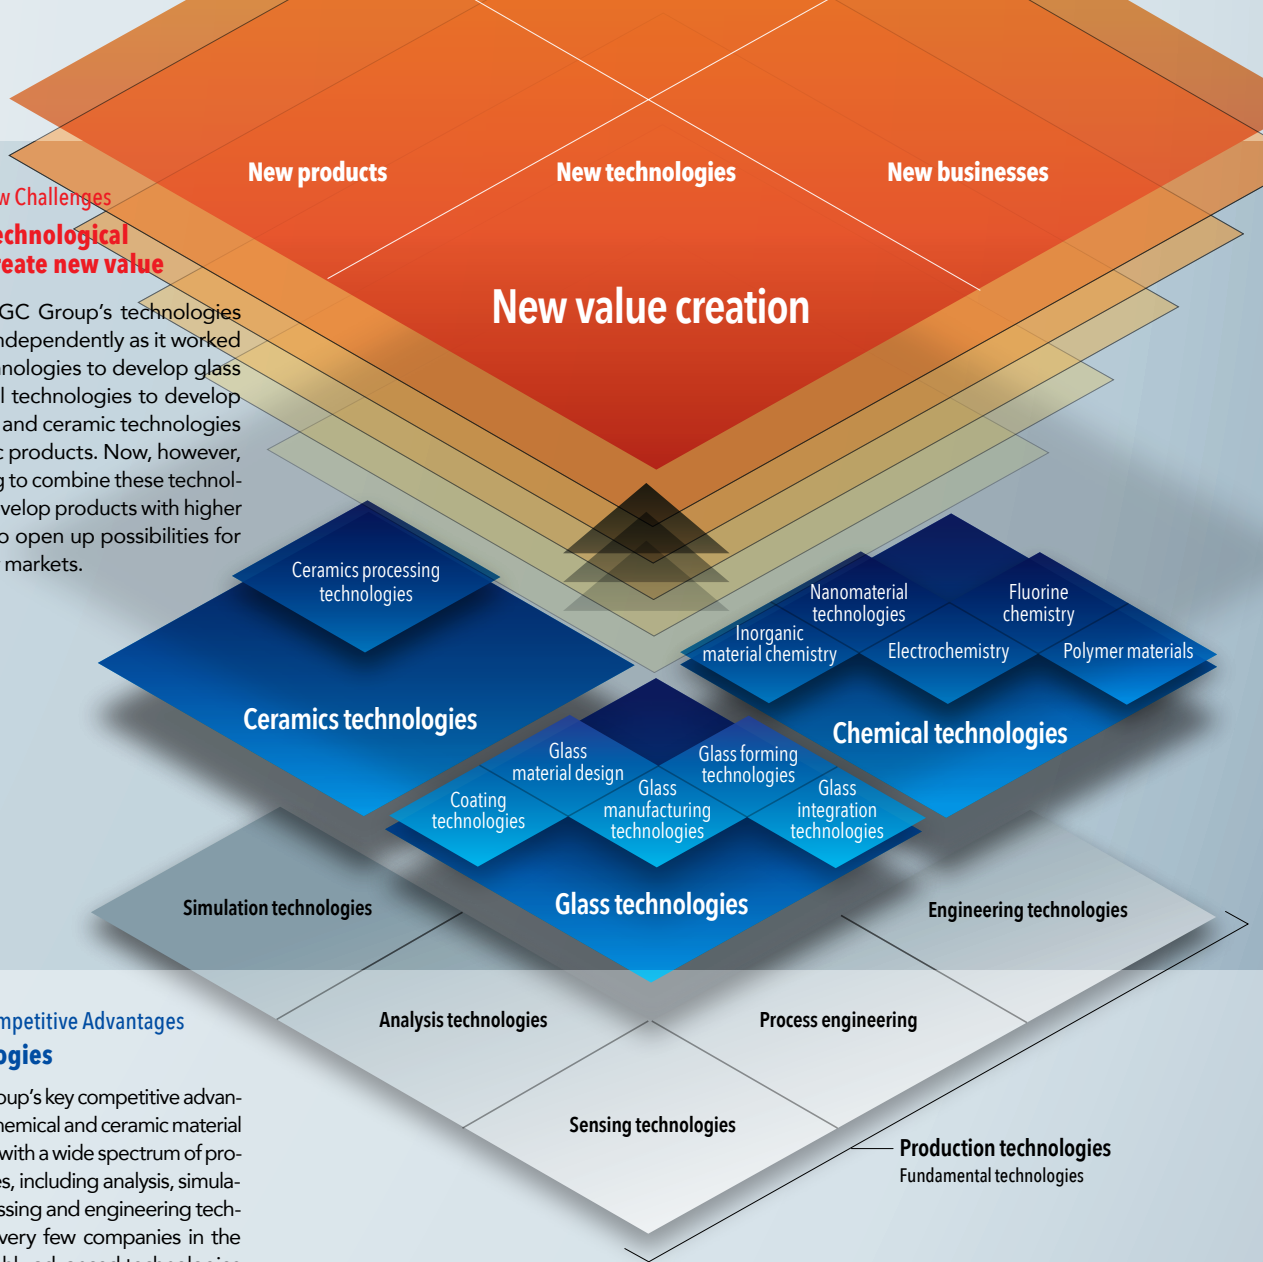 New products
New technologies
New businesses
New value creation
w Challenges
echnological
reate new value
GC Group's technologies
ndependently as it worked
nologies to develop glass
l technologies to develop
and ceramic technologies
c products. Now, however,
g to combine these technol-
velop products with higher
o open up possibilities for
markets.
Ceramics processing
technologies
Ceramics technologies
Nanomaterial
technologies
Fluorine
chemistry
Inorganic
material chemistry
Electrochemistry
Polymer materials
Chemical technologies
Glass
material design
Glass forming
technologies
Coating
technologies
Glass
manufacturing
technologies
Glass
integration
technologies
Glass technologies
Simulation technologies
Engineering technologies
Analysis technologies
Process engineering
Sensing technologies
Production technologies
Fundamental technologies
mpetitive Advantages
ogies
oup's key competitive advan-
hemical and ceramic material
with a wide spectrum of pro-
es, including analysis, simula-
ssing and engineering tech-
very few companies in the